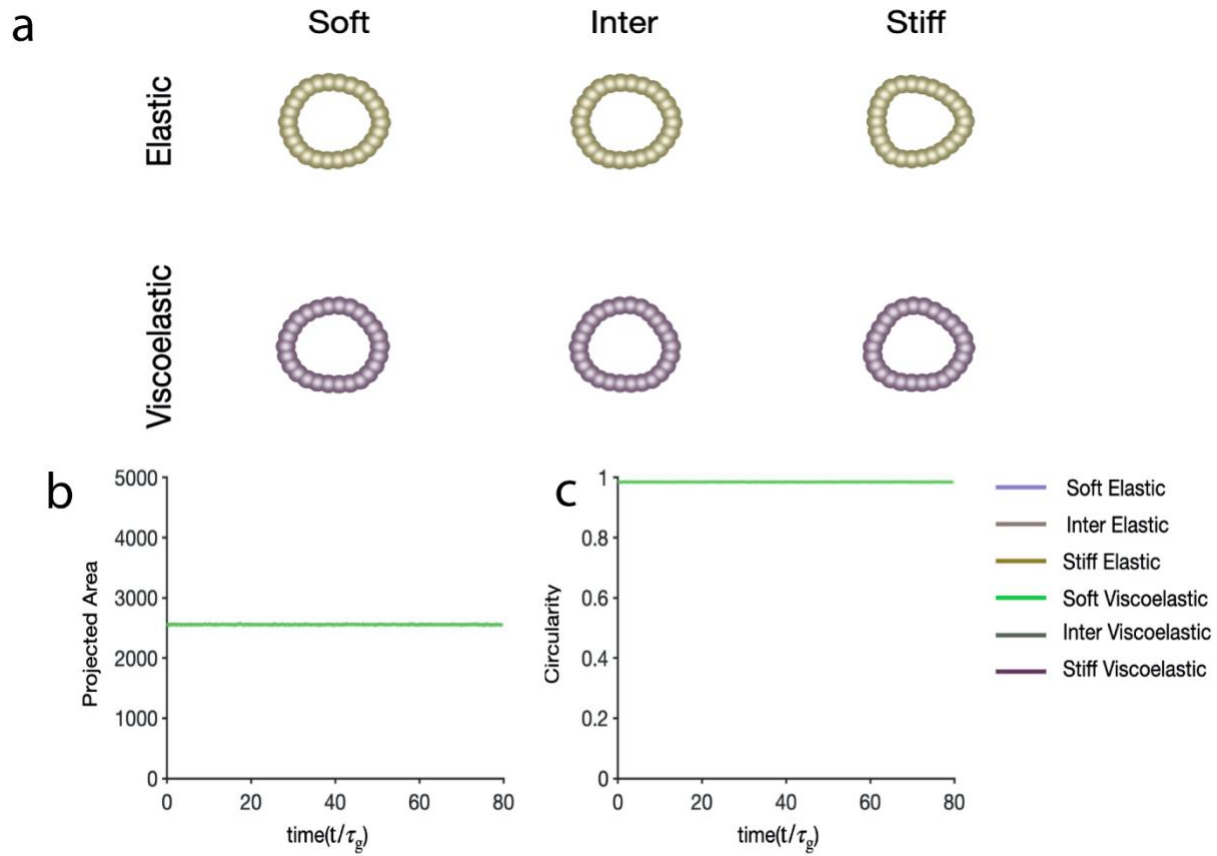 a
Soft Inter Stiff
Elastic
Viscoelastic
b
5000
4000
3000
2000
1000
0
Projected Area
0 20 40 60 80
time(t/τg)
c
1
0.8
0.6
0.4
0.2
0
Circularity
0 20 40 60 80
time(t/τg)
Soft Elastic
Inter Elastic
Stiff Elastic
Soft Viscoelastic
Inter Viscoelastic
Stiff Viscoelastic